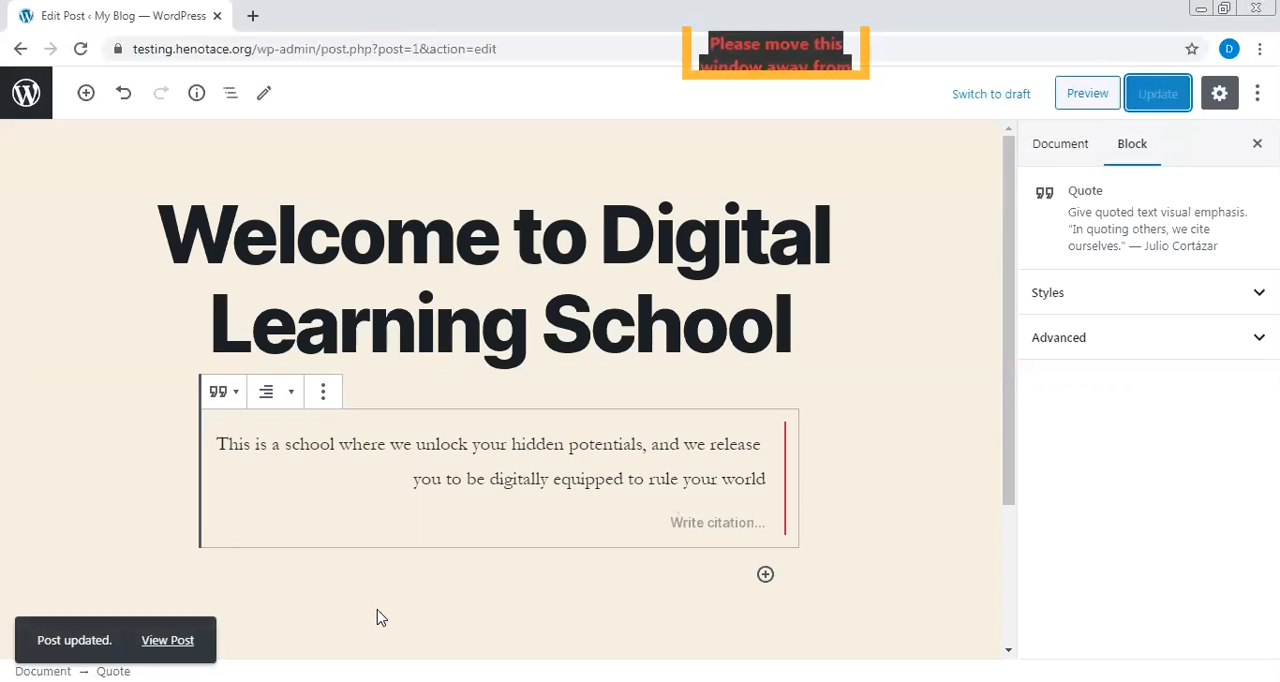 Edit Post ‹ My Blog — WordPress
testing.henotace.org/wp-admin/post.php?post=1&action=edit
Please move this
window away from
D
Switch to draft
Preview
Update
Welcome to Digital
Learning School
This is a school where we unlock your hidden potentials, and we release
you to be digitally equipped to rule your world
Write citation...
Document
Block
Quote
Give quoted text visual emphasis.
"In quoting others, we cite
ourselves." — Julio Cortázar
Styles
Advanced
Post updated.
View Post
Document → Quote